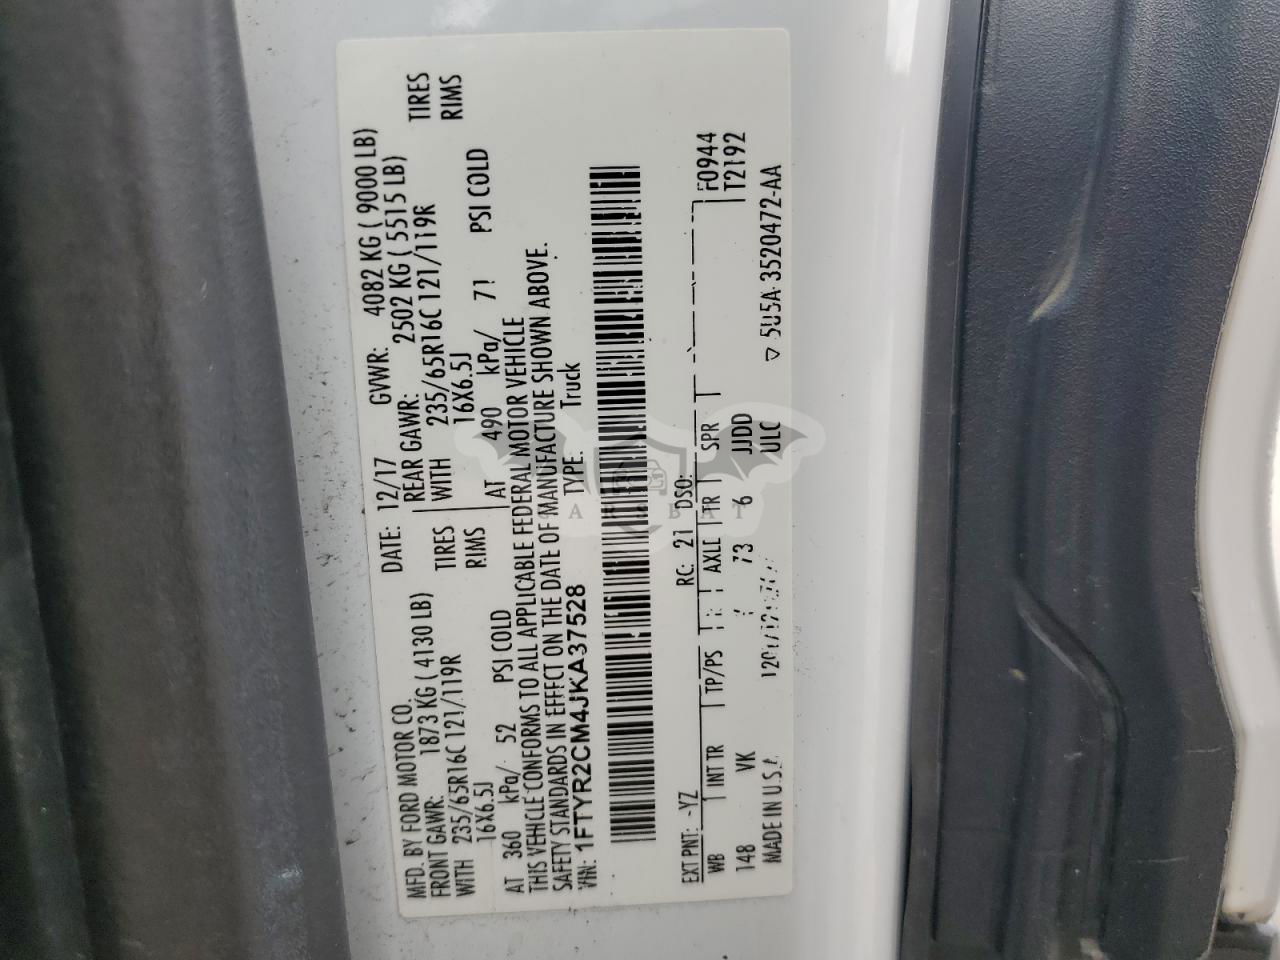 MFD. BY FORD MOTOR CO. DATE: 12/17 GVWR: 4082 KG ( 9000 LB)
FRONT GAWR: 1873 KG ( 4130 LB) REAR GAWR: 2502 KG ( 5515 LB)
WITH 235/65R16C 121/119R TIRES WITH 235/65R16C 121/119R TIRES
16X6.5J RIMS 16X6.5J RIMS
AT 360 kPa/ 52 PSI COLD AT 490 kPa/ 71 PSI COLD
THIS VEHICLE CONFORMS TO ALL APPLICABLE FEDERAL MOTOR VEHICLE
SAFETY STANDARDS IN EFFECT ON THE DATE OF MANUFACTURE SHOWN ABOVE.
VIN: 1FTYR2CM4JKA37528 TYPE: Truck
EXT PNT: YZ RC: 21 DSO: F0944
WB INT TR TP/PS R AXLE TR SPR T2192
148 VK 73 6 JJDD
MADE IN U.S.A. ULC ▽ 5U5A-3520472-AA
CARSBAT